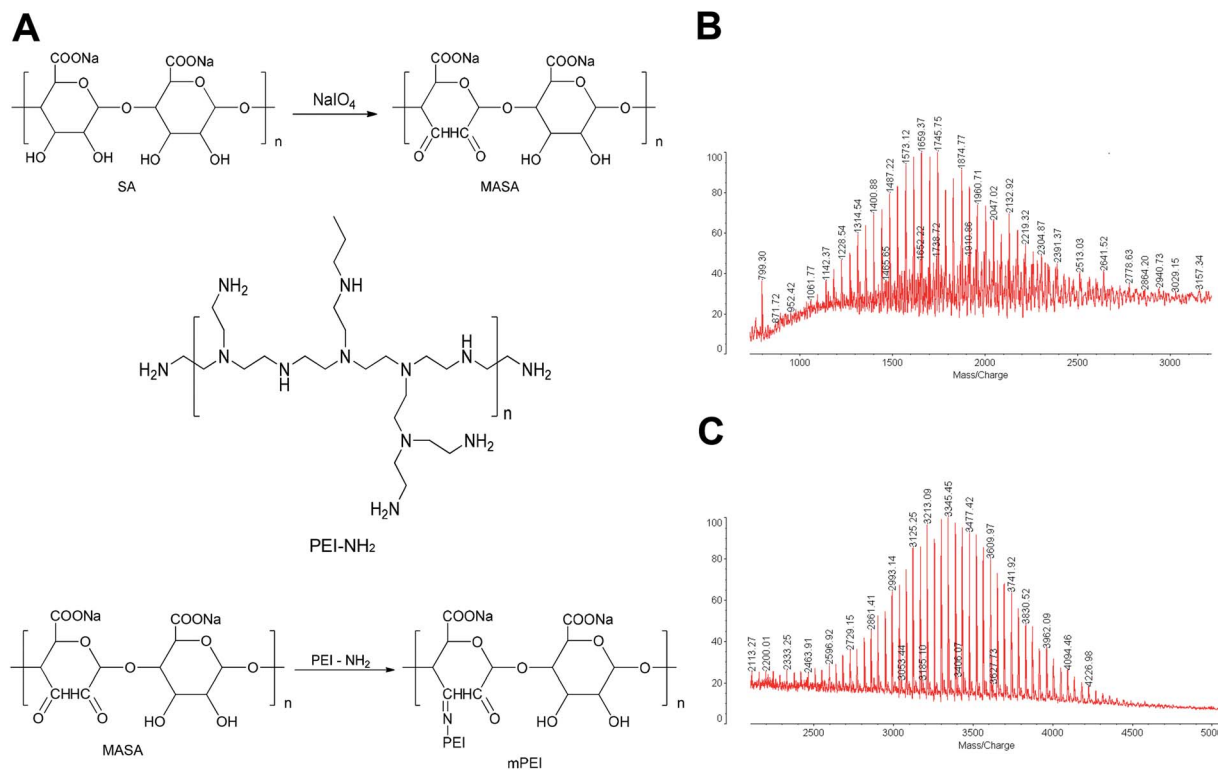 A
COONa
COONa
O
O
O
O
n
HO
OH
HO
OH
SA
NaIO4
COONa
COONa
O
O
O
O
n
CHHC
O
O
HO
OH
MASA
NH2
NH
H2N
N
N
H
N
N
H
N
NH2
n
N
NH2
H2N
PEI-NH2
COONa
COONa
O
O
O
O
n
CHHC
O
O
HO
OH
MASA
PEI - NH2
COONa
COONa
O
O
O
O
n
CHHC
N
O
PEI
HO
OH
mPEI
B
100
80
60
40
20
0
799.30
871.72
952.42
1061.77
1142.37
1228.54
1314.54
1400.88
1487.22
1573.12
1652.22
1659.37
1738.72
1745.75
1874.77
1910.86
1960.71
2047.02
2132.92
2219.32
2304.87
2391.37
2513.03
2641.52
2778.63
2864.20
2940.73
3029.15
3157.34
1000
1500
2000
2500
3000
Mass/Charge
C
100
80
60
40
20
0
2113.27
2200.01
2333.25
2463.91
2596.92
2729.15
2861.41
2993.14
3053.44
3125.25
3185.10
3213.09
3345.45
3406.07
3477.42
3609.97
3627.73
3741.92
3830.52
3962.09
4094.46
4226.98
2500
3000
3500
4000
4500
5000
Mass/Charge